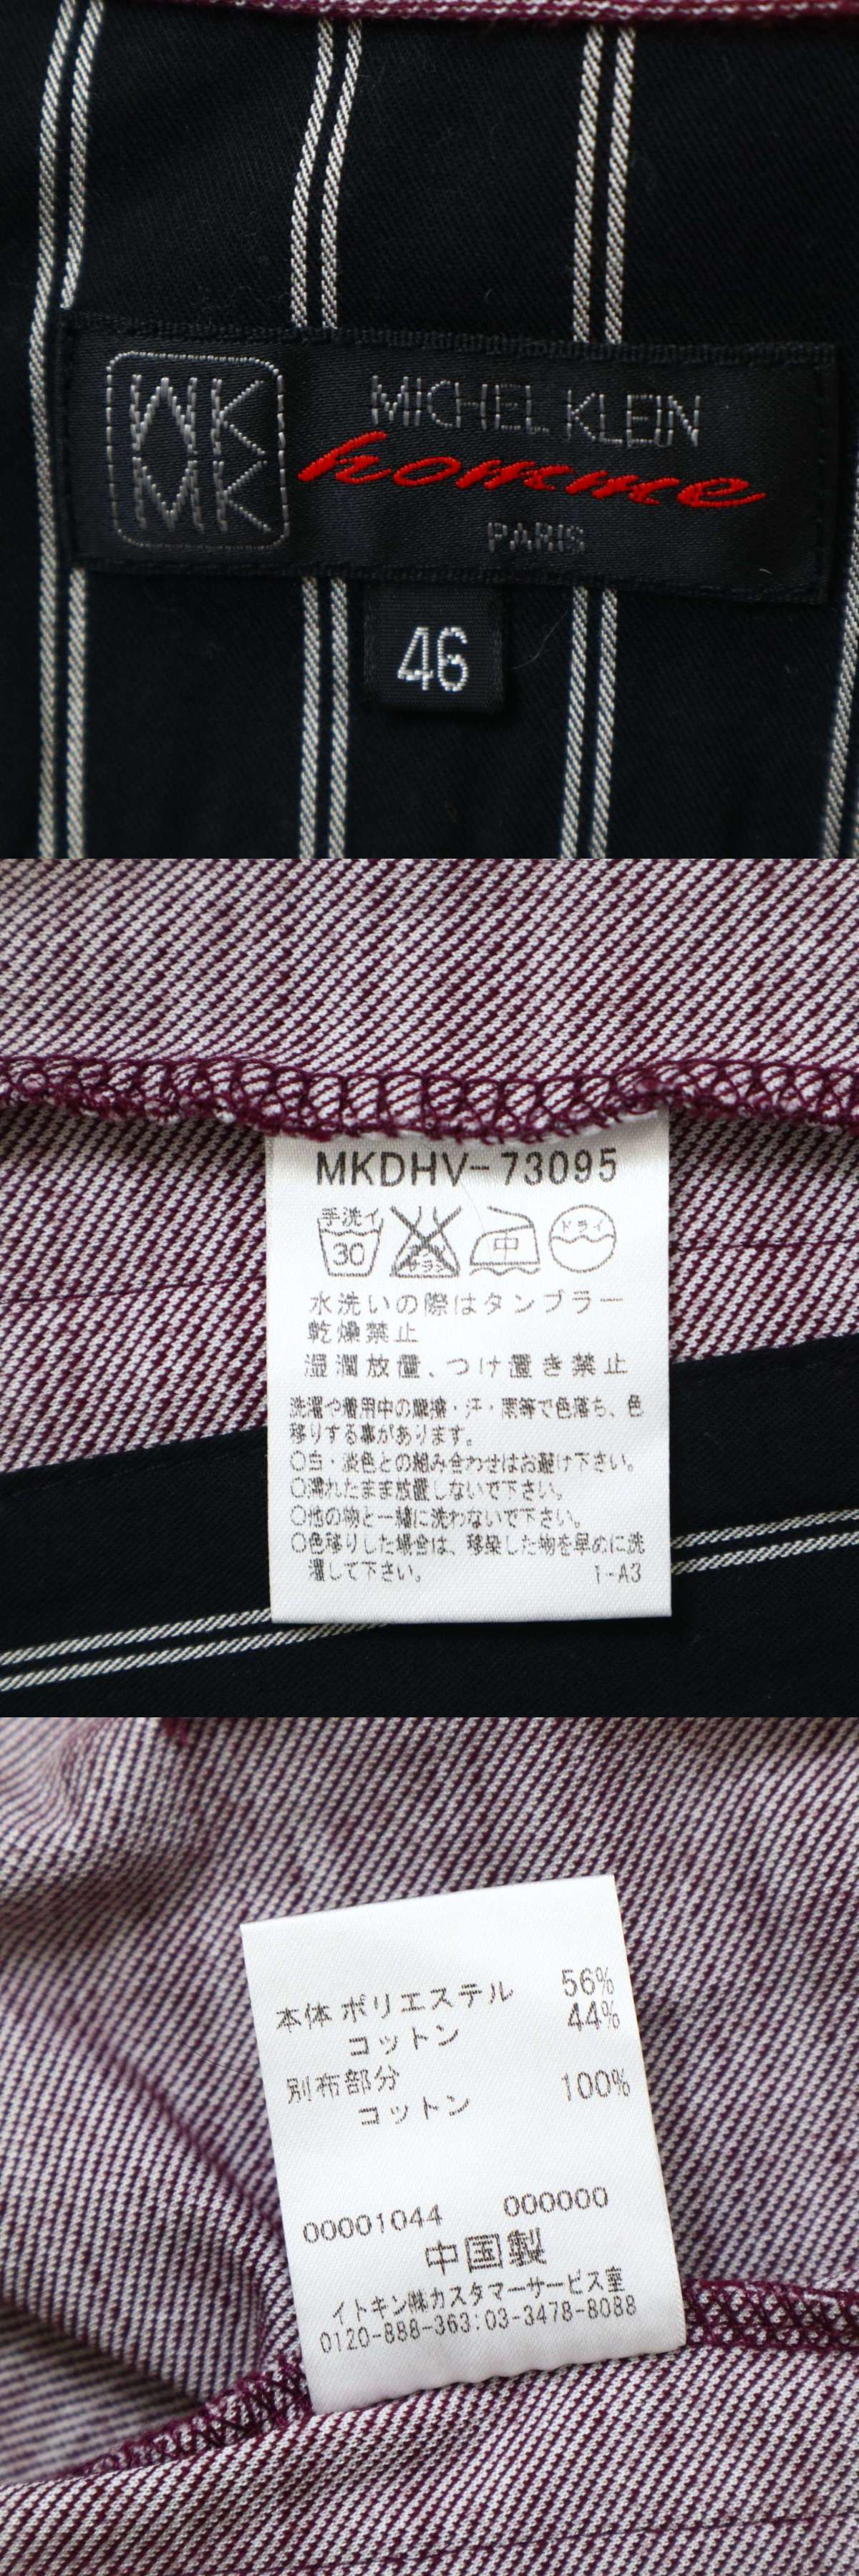 MK
MK
MICHEL KLEIN
homme
PARIS
46
MKDHV-73095
手洗イ
30
中
ドライ
水洗いの際はタンブラー
乾燥禁止
湿潤放置、つけ置き禁止
洗濯や着用中の摩擦・汗・雨等で色落ち、色
移りする事があります。
○白・淡色との組み合わせはお避け下さい。
○濡れたまま放置しないで下さい。
○他の物と一緒に洗わないで下さい。
○色移りした場合は、移染した物を早めに洗
濯して下さい。
1-A3
本体 ポリエステル 56%
コットン 44%
別布部分
コットン 100%
00001044 000000
中国製
イトキン㈱カスタマーサービス室
0120-888-363:03-3478-8088